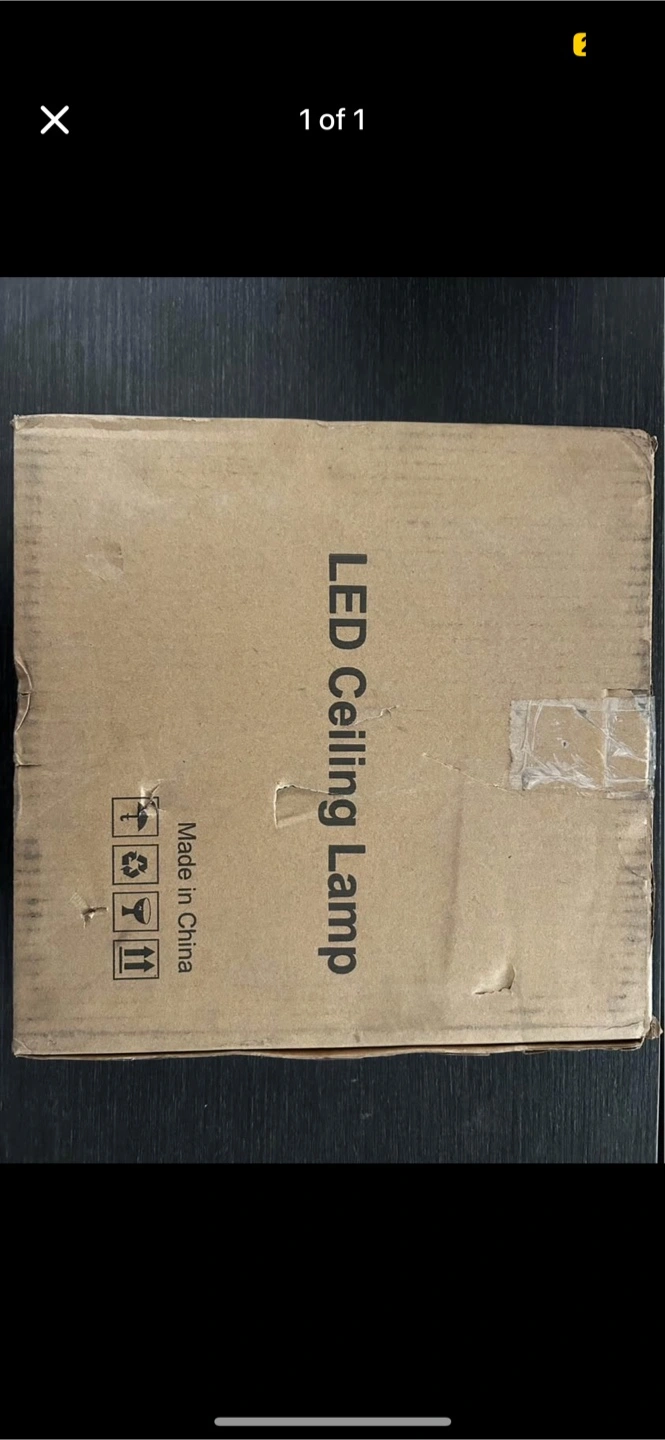 1 of 1
LED Ceiling Lamp
Made in China